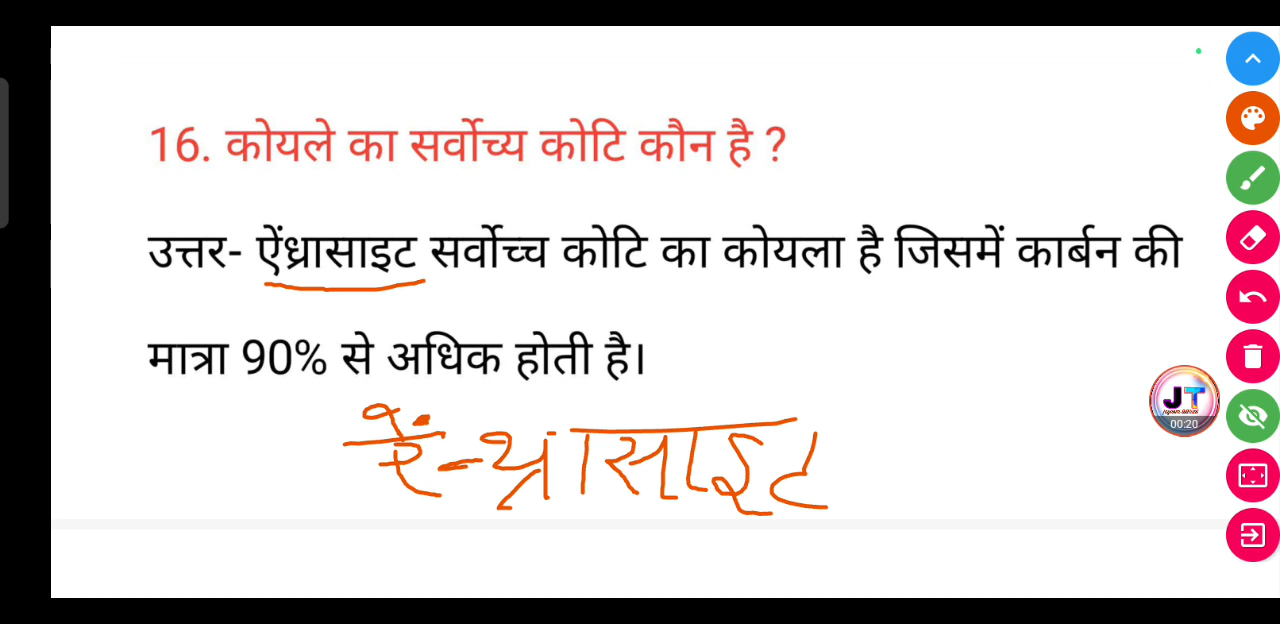 16. कोयले का सर्वोच्य कोटि कौन है ?
उत्तर- ऐंध्रासाइट सर्वोच्च कोटि का कोयला है जिसमें कार्बन की
मात्रा 90% से अधिक होती है।
JT
00:20
ऐं-थ्रासाइट